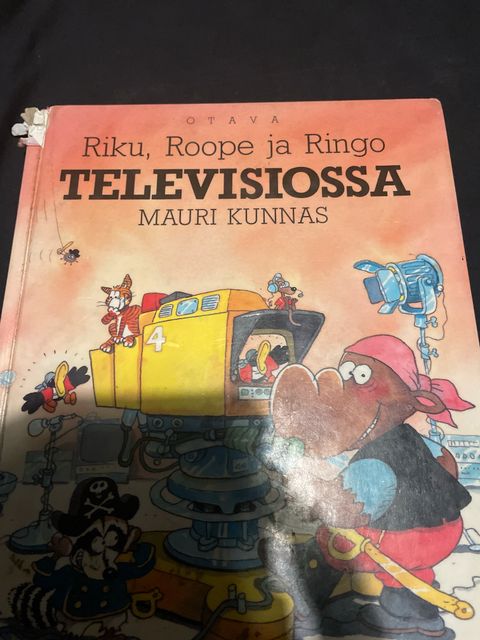 OTAVA
Riku, Roope ja Ringo
TELEVISIOSSA
MAURI KUNNAS
4